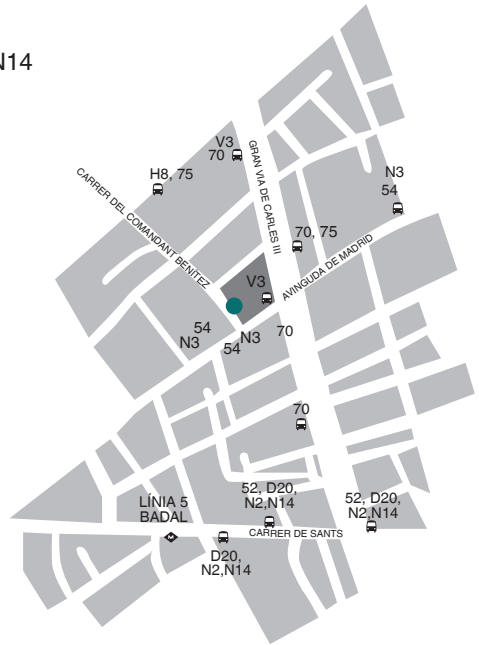 N14
V3
70
H8, 75
N3
54
CARRER DEL COMANDANT BENÍTEZ
GRAN VIA DE CARLES III
70, 75
AVINGUDA DE MADRID
V3
54
N3
N3
54
70
70
LÍNIA 5
BADAL
52, D20,
N2,N14
52, D20,
N2,N14
CARRER DE SANTS
D20,
N2,N14